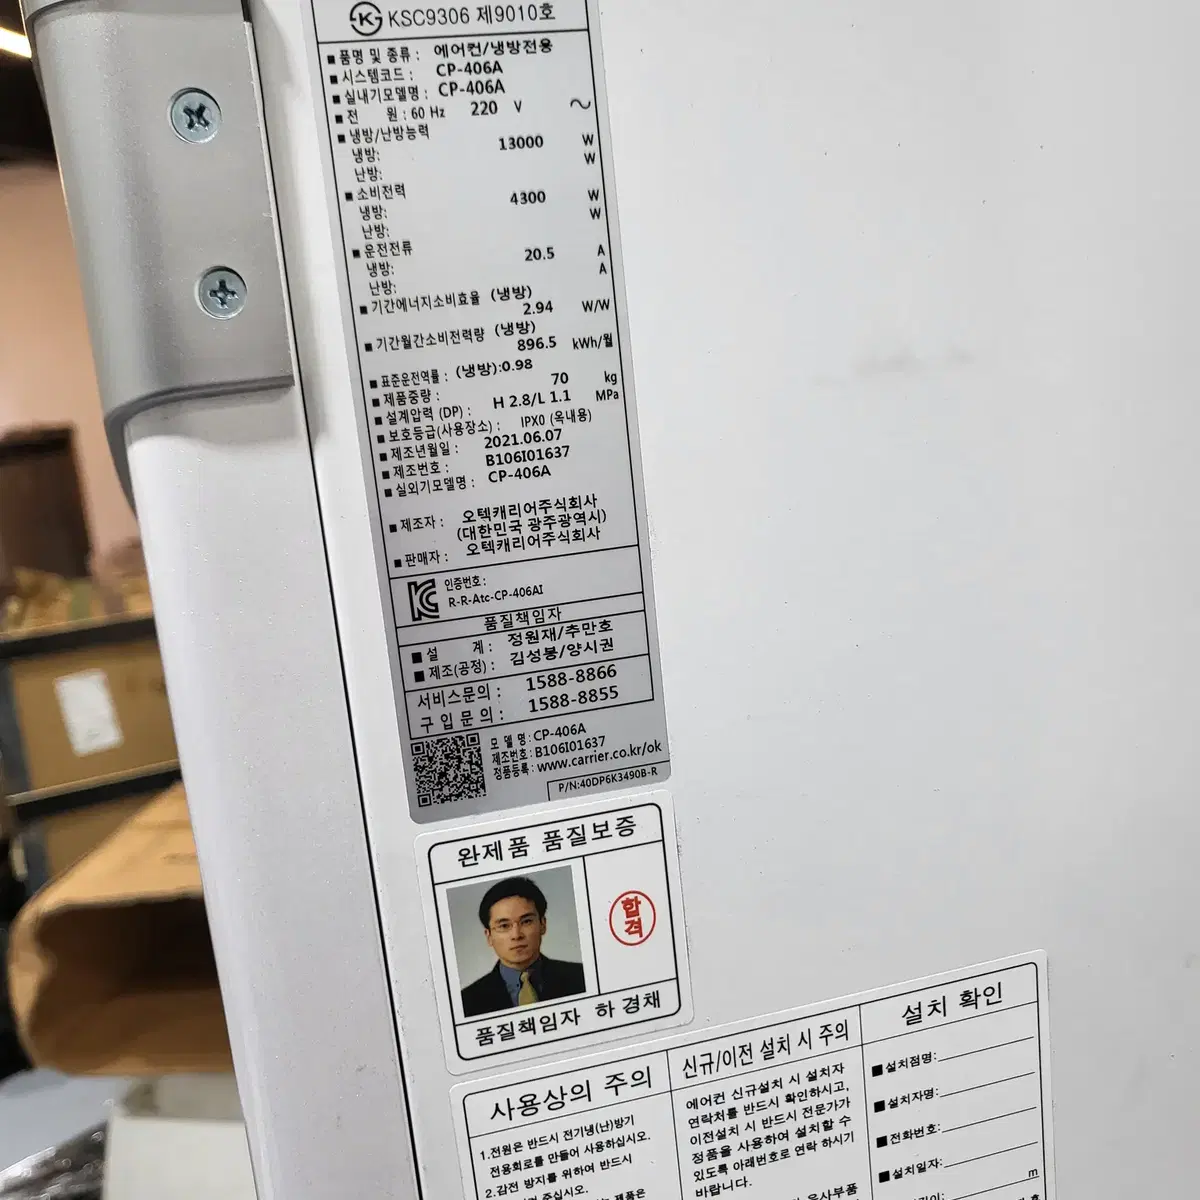 KSC9306 제9010호
■품명 및 종류 : 에어컨/냉방전용
■시스템코드 : CP-406A
■실내기모델명 : CP-406A
■전 원 : 60 Hz 220 V ~
■냉방/난방능력
냉방: 13000 W
난방: W
■소비전력
냉방: 4300 W
난방: W
■운전전류
냉방: 20.5 A
난방: A
■기간에너지소비효율 (냉방)
2.94 W/W
■기간월간소비전력량 (냉방)
896.5 kWh/월
■표준운전역률 : (냉방):0.98
■제품중량 : 70 kg
■설계압력 (DP) : H 2.8/L 1.1 MPa
■보호등급(사용장소) : IPX0 (옥내용)
■제조년월일 : 2021.06.07
■제조번호 : B106I01637
■실외기모델명 : CP-406A
■제조자 : 오텍캐리어주식회사
(대한민국 광주광역시)
■판매자 : 오텍캐리어주식회사
인증번호 :
R-R-Atc-CP-406AI
품질책임자
■설 계 : 정원재/추만호
■제조(공정) : 김성봉/양시권
서비스문의 : 1588-8866
구입문의 : 1588-8855
모 델 명 : CP-406A
제조번호 : B106I01637
정품등록 : www.carrier.co.kr/ok
P/N:40DP6K3490B-R
완제품 품질보증
합격
품질책임자 하 경채
사용상의 주의
1.전원은 반드시 전기냉(난)방기
전용회로를 만들어 사용하십시오.
2.감전 방지를 위하여 반드시
주십시오.
제품은
신규/이전 설치 시 주의
에어컨 신규설치 시 설치자
연락처를 반드시 확인하시고,
이전설치 시 반드시 전문가가
정품을 사용하여 설치할 수
있도록 아래번호로 연락 하시기
바랍니다.
유사부품
설치 확인
■설치점명:
■설치자명:
■전화번호:
■설치일자:
m